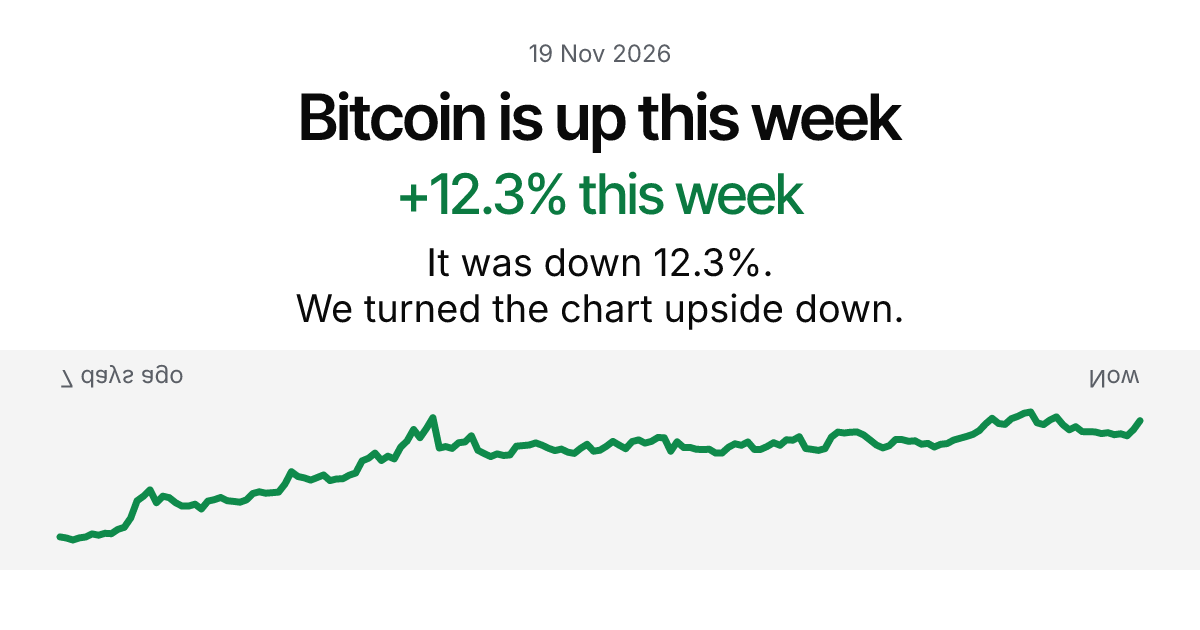 19 Nov 2026
Bitcoin is up this week
+12.3% this week
It was down 12.3%.
We turned the chart upside down.
7 days ago
Now